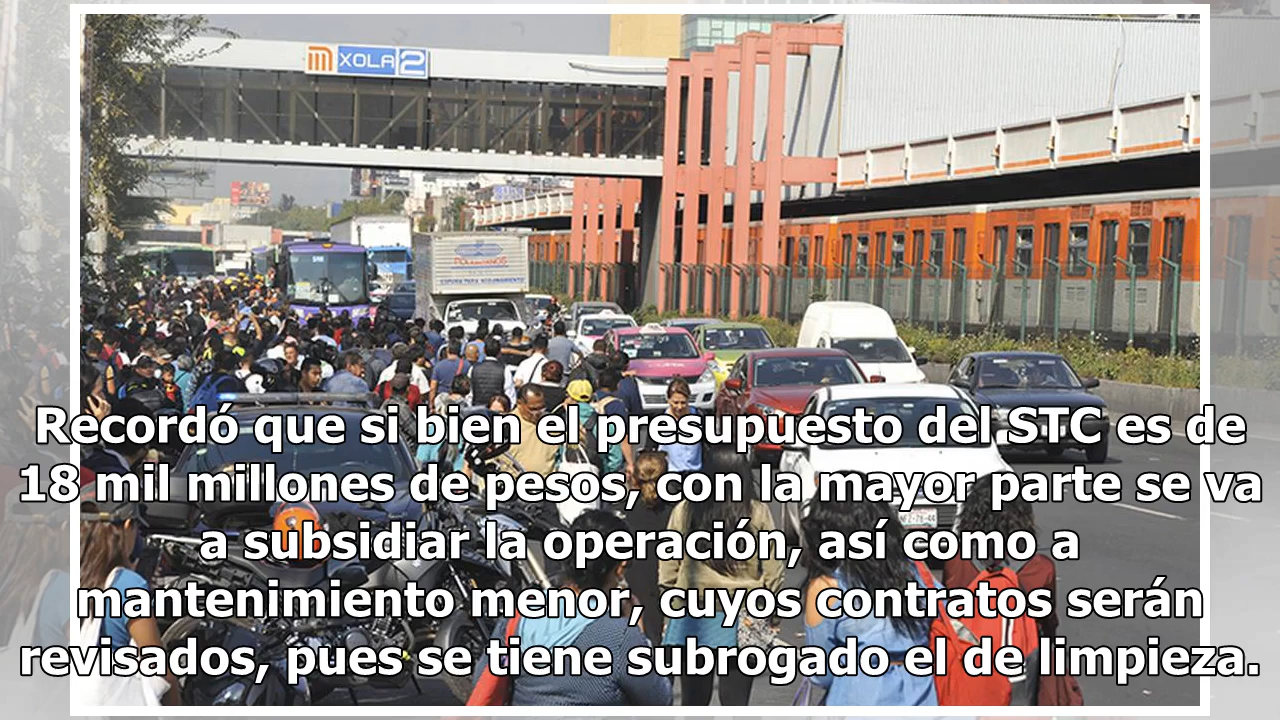 XOLA 2
Recordó que si bien el presupuesto del STC es de
18 mil millones de pesos, con la mayor parte se va
a subsidiar la operación, así como a
mantenimiento menor, cuyos contratos serán
revisados, pues se tiene subrogado el de limpieza.